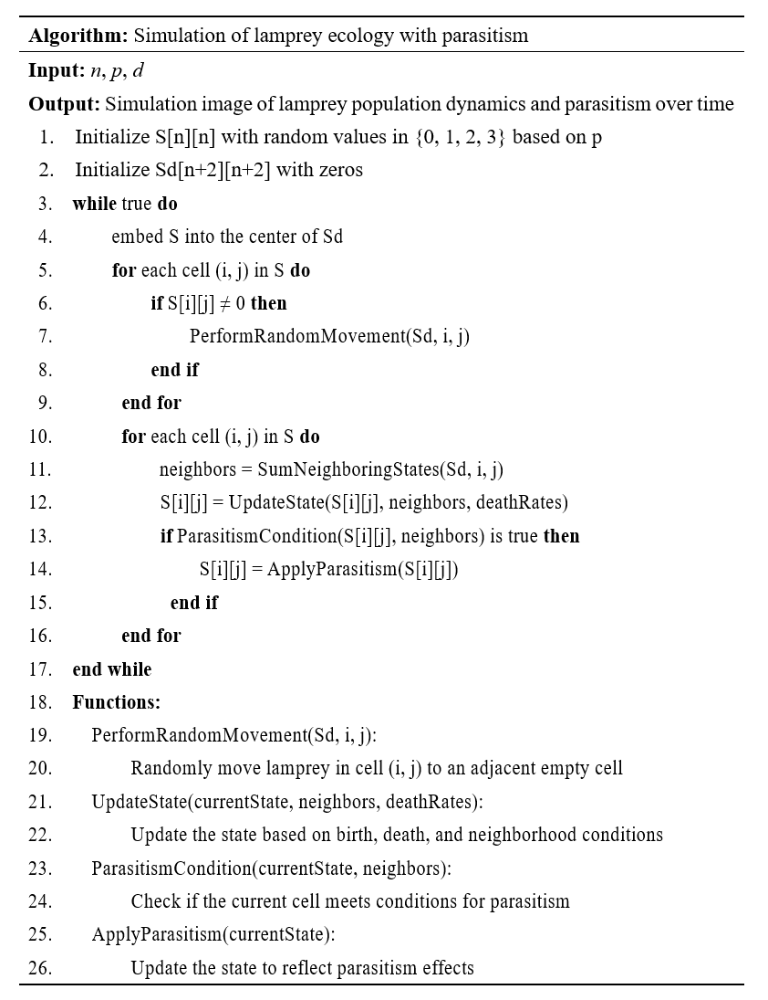 Algorithm: Simulation of lamprey ecology with parasitism
Input: n, p, d
Output: Simulation image of lamprey population dynamics and parasitism over time
1. Initialize S[n][n] with random values in {0, 1, 2, 3} based on p
2. Initialize Sd[n+2][n+2] with zeros
3. while true do
4. embed S into the center of Sd
5. for each cell (i, j) in S do
6. if S[i][j] ≠ 0 then
7. PerformRandomMovement(Sd, i, j)
8. end if
9. end for
10. for each cell (i, j) in S do
11. neighbors = SumNeighboringStates(Sd, i, j)
12. S[i][j] = UpdateState(S[i][j], neighbors, deathRates)
13. if ParasitismCondition(S[i][j], neighbors) is true then
14. S[i][j] = ApplyParasitism(S[i][j])
15. end if
16. end for
17. end while
18. Functions:
19. PerformRandomMovement(Sd, i, j):
20. Randomly move lamprey in cell (i, j) to an adjacent empty cell
21. UpdateState(currentState, neighbors, deathRates):
22. Update the state based on birth, death, and neighborhood conditions
23. ParasitismCondition(currentState, neighbors):
24. Check if the current cell meets conditions for parasitism
25. ApplyParasitism(currentState):
26. Update the state to reflect parasitism effects